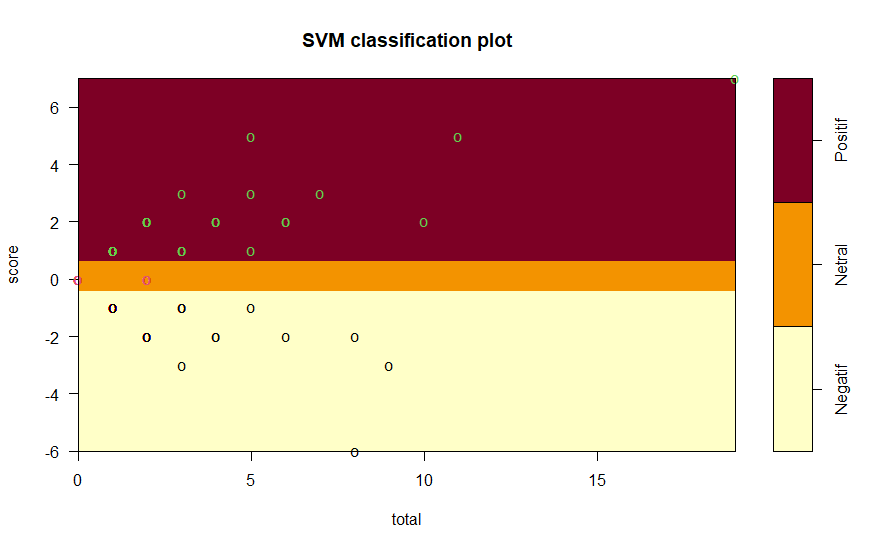 SVM classification plot
6
4
2
0
-2
-4
-6
score
0
5
10
15
total
Positif
Netral
Negatif